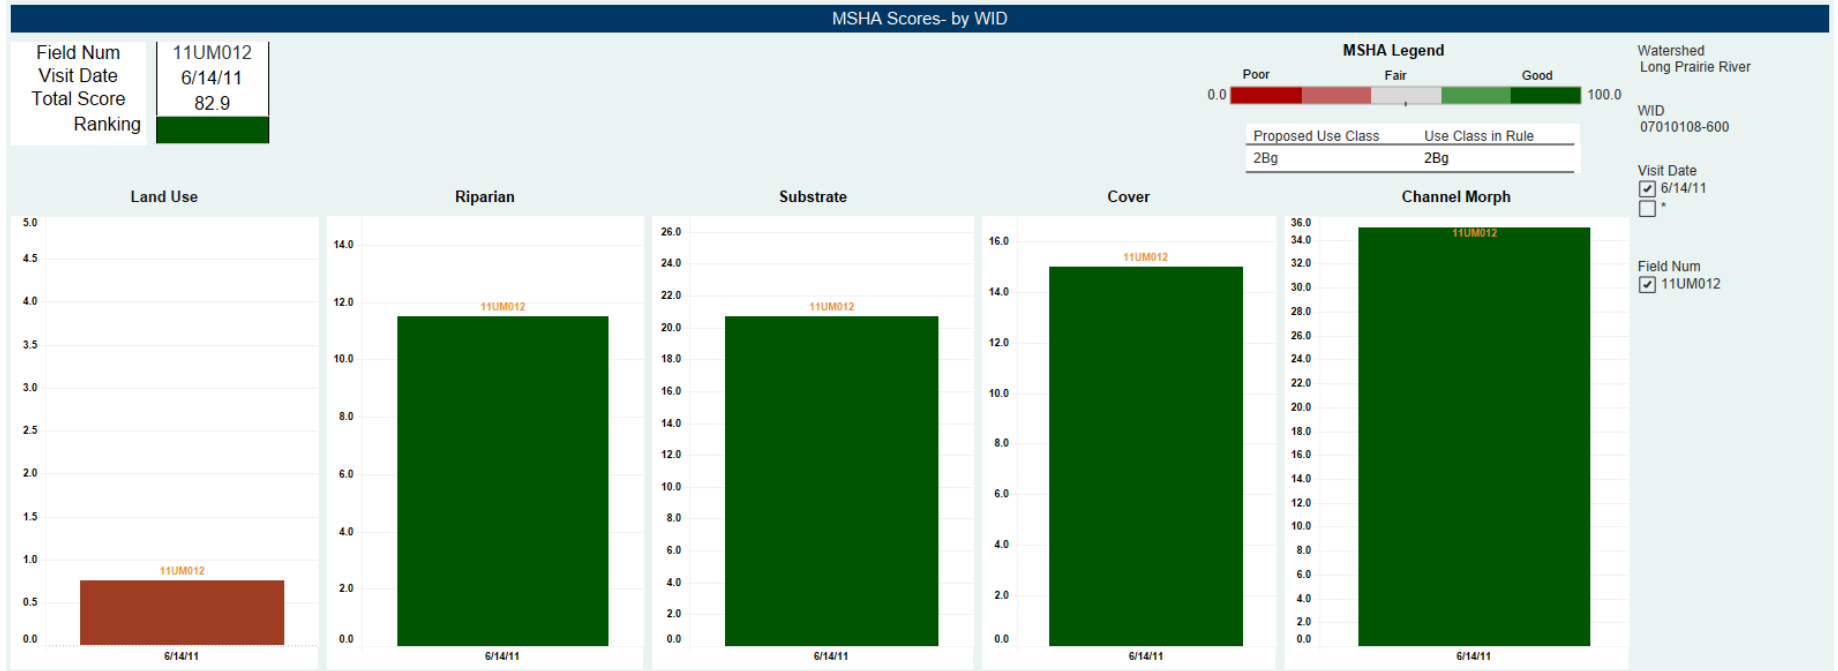 MSHA Scores- by WID
Field Num 11UM012
Visit Date 6/14/11
Total Score 82.9
Ranking
MSHA Legend
Poor Fair Good
0.0 100.0
Proposed Use Class Use Class in Rule
2Bg 2Bg
Watershed
Long Prairie River
WID
07010108-600
Visit Date
6/14/11
*
Field Num
11UM012
Land Use
5.0
4.5
4.0
3.5
3.0
2.5
2.0
1.5
1.0
0.5
0.0
11UM012
6/14/11
Riparian
14.0
12.0
10.0
8.0
6.0
4.0
2.0
0.0
11UM012
6/14/11
Substrate
26.0
24.0
22.0
20.0
18.0
16.0
14.0
12.0
10.0
8.0
6.0
4.0
2.0
0.0
11UM012
6/14/11
Cover
16.0
14.0
12.0
10.0
8.0
6.0
4.0
2.0
0.0
11UM012
6/14/11
Channel Morph
36.0
34.0
32.0
30.0
28.0
26.0
24.0
22.0
20.0
18.0
16.0
14.0
12.0
10.0
8.0
6.0
4.0
2.0
0.0
11UM012
6/14/11